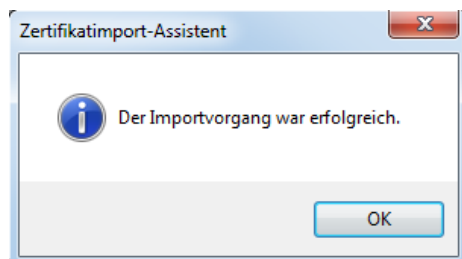 Zertifikatimport-Assistent
Der Importvorgang war erfolgreich.
OK